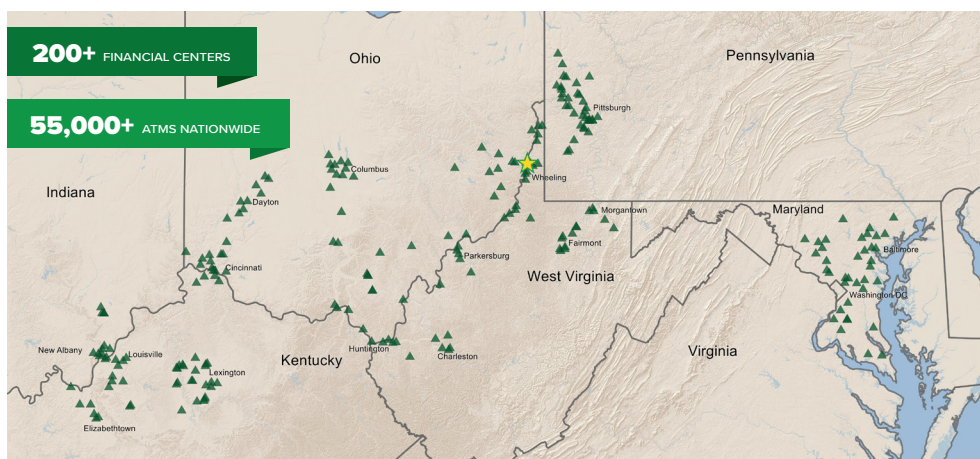 200+ FINANCIAL CENTERS
55,000+ ATMS NATIONWIDE
Ohio
Pennsylvania
Pittsburgh
Columbus
Wheeling
Indiana
Dayton
Morgantown
Maryland
Fairmont
Baltimore
Parkersburg
Cincinnati
West Virginia
Washington DC
New Albany
Louisville
Huntington
Charleston
Kentucky
Virginia
Lexington
Elizabethtown